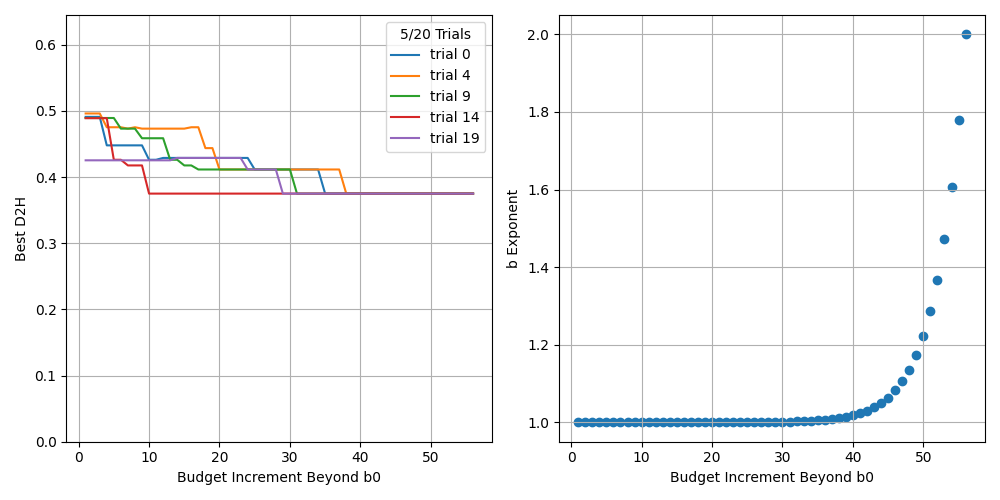 5/20 Trials
trial 0
trial 4
trial 9
trial 14
trial 19
Best D2H
0.6
0.5
0.4
0.3
0.2
0.1
0.0
0 10 20 30 40 50
Budget Increment Beyond b0
b Exponent
2.0
1.8
1.6
1.4
1.2
1.0
0 10 20 30 40 50
Budget Increment Beyond b0